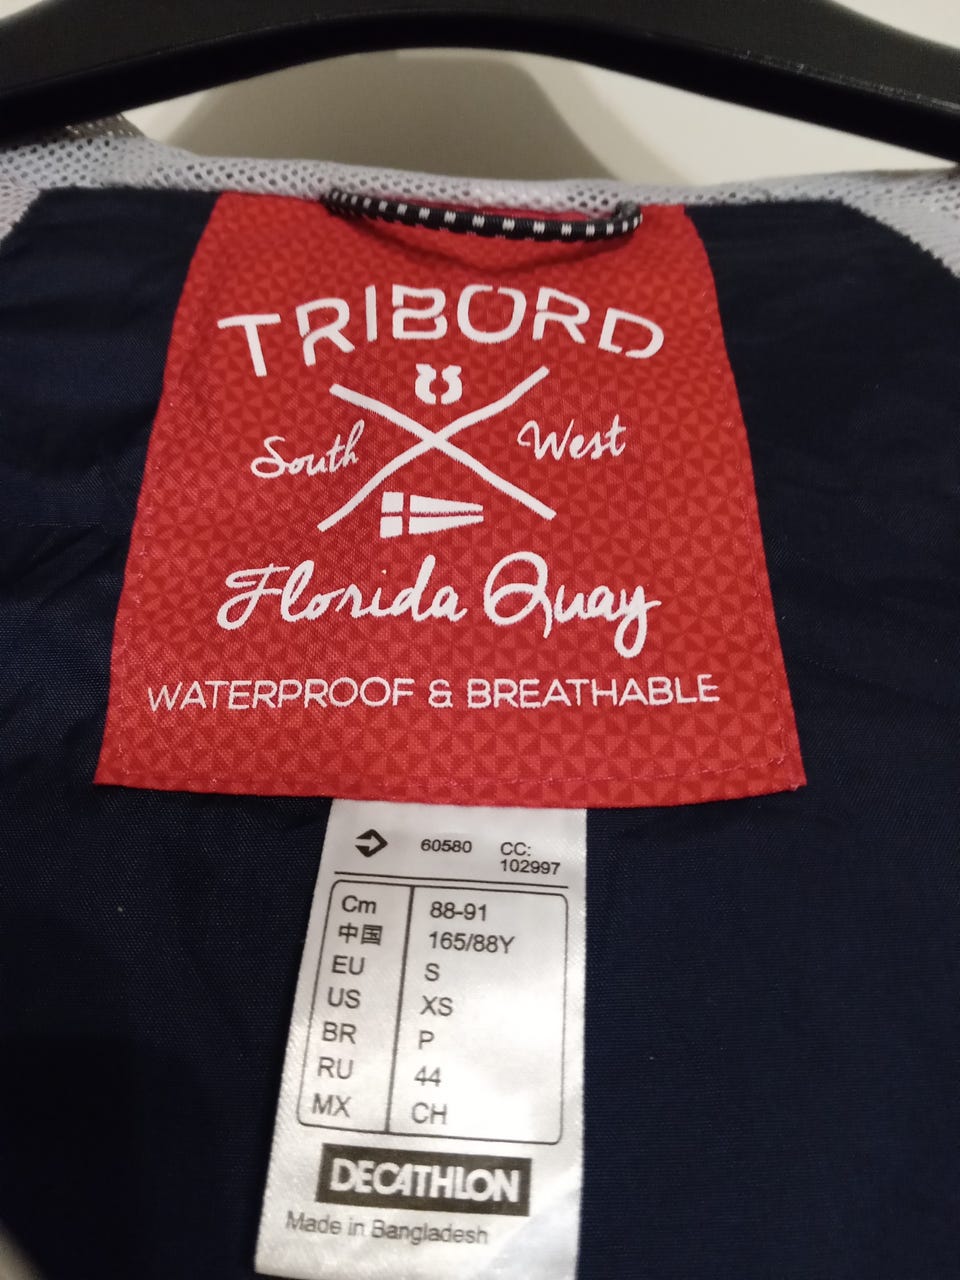 TRIBORD
South West
Florida Quay
WATERPROOF & BREATHABLE
60580 CC:
102997
Cm 88-91
中国 165/88Y
EU S
US XS
BR P
RU 44
MX CH
DECATHLON
Made in Bangladesh